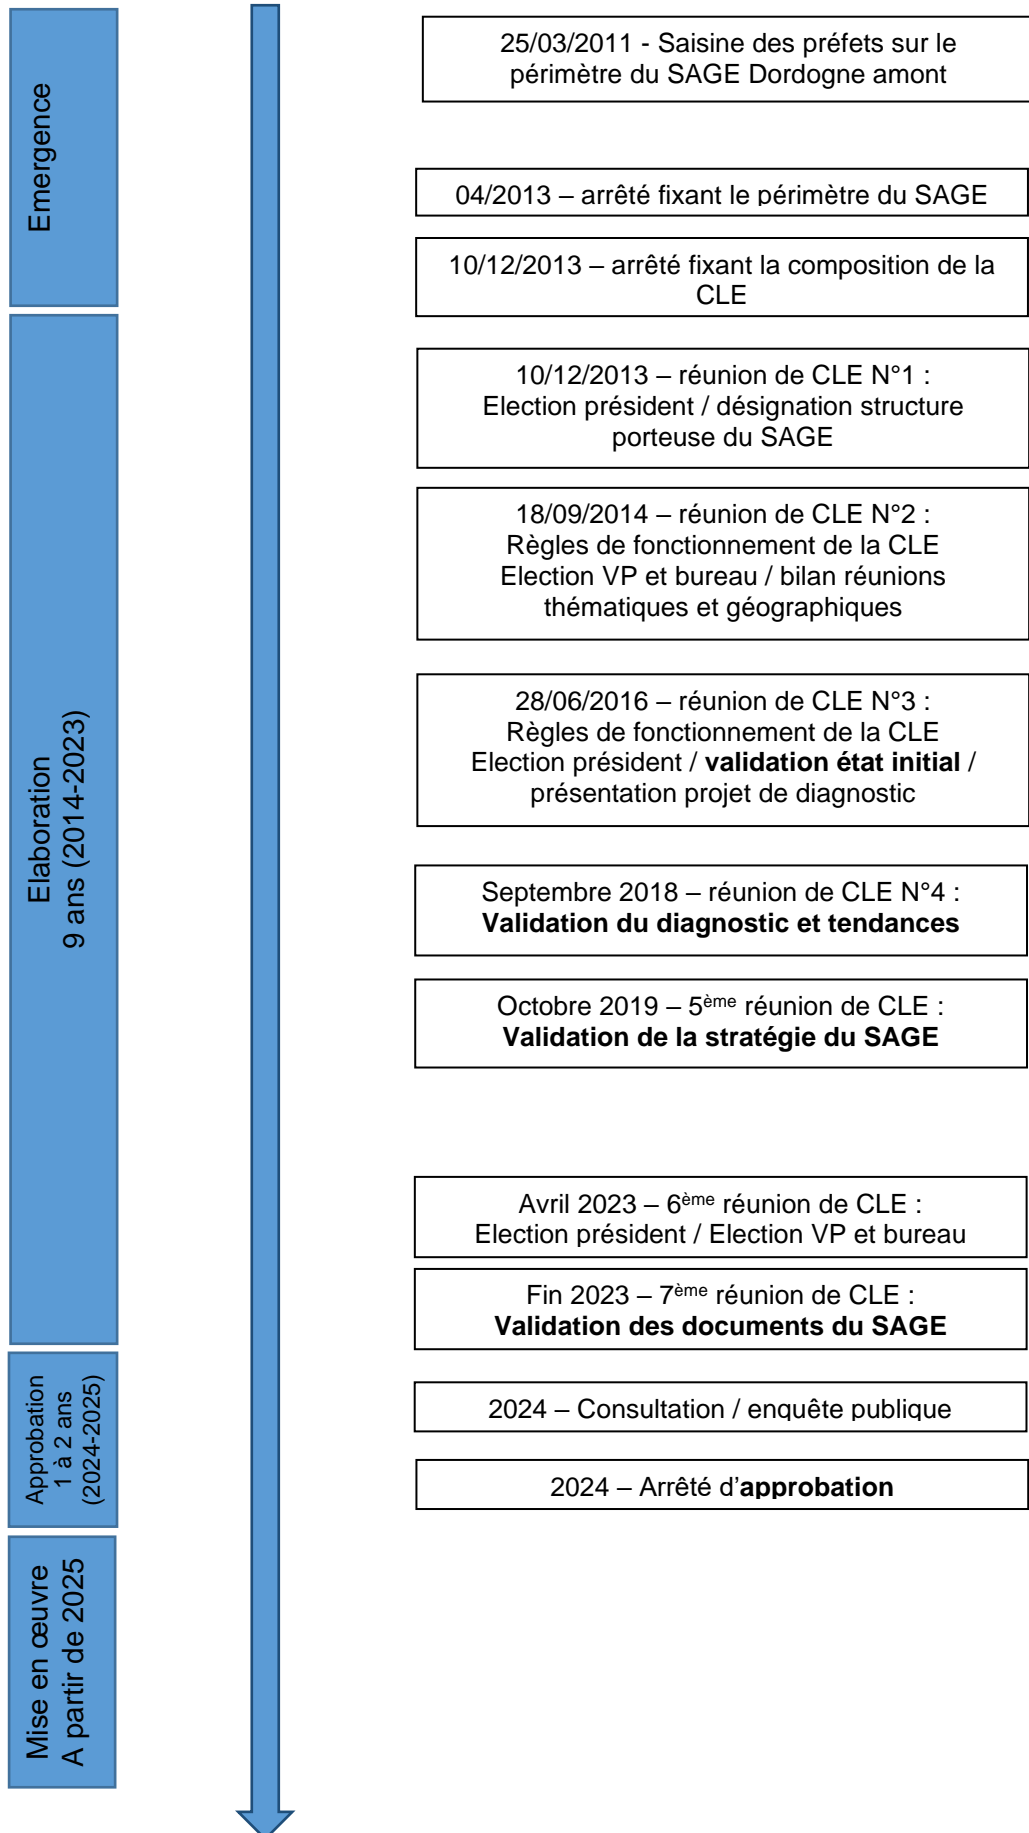 Emergence
25/03/2011 - Saisine des préfets sur le
périmètre du SAGE Dordogne amont
04/2013 – arrêté fixant le périmètre du SAGE
10/12/2013 – arrêté fixant la composition de la
CLE
Elaboration
9 ans (2014-2023)
10/12/2013 – réunion de CLE N°1 :
Election président / désignation structure
porteuse du SAGE
18/09/2014 – réunion de CLE N°2 :
Règles de fonctionnement de la CLE
Election VP et bureau / bilan réunions
thématiques et géographiques
28/06/2016 – réunion de CLE N°3 :
Règles de fonctionnement de la CLE
Election président / validation état initial /
présentation projet de diagnostic
Septembre 2018 – réunion de CLE N°4 :
Validation du diagnostic et tendances
Octobre 2019 – 5ème réunion de CLE :
Validation de la stratégie du SAGE
Avril 2023 – 6ème réunion de CLE :
Election président / Election VP et bureau
Fin 2023 – 7ème réunion de CLE :
Validation des documents du SAGE
Approbation
1 à 2 ans
(2024-2025)
2024 – Consultation / enquête publique
2024 – Arrêté d’approbation
Mise en œuvre
A partir de 2025